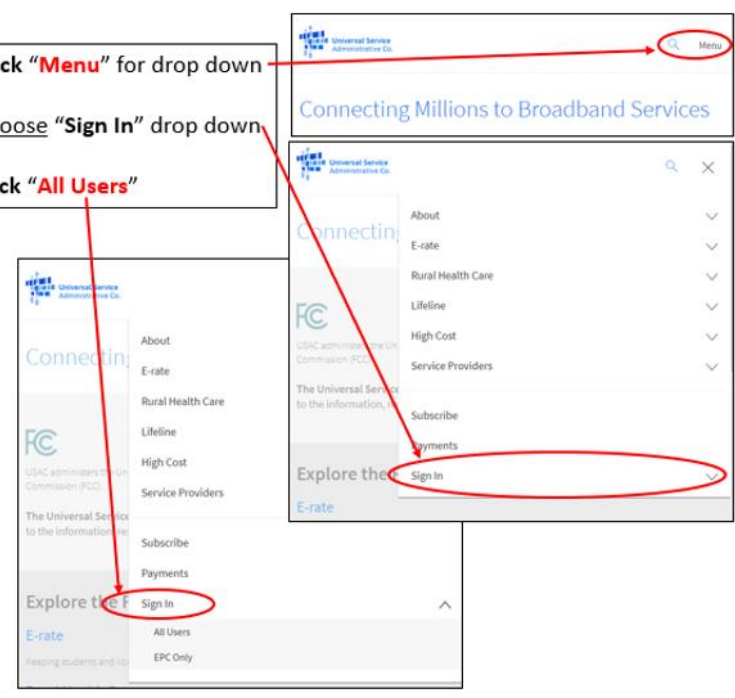 ck “Menu” for drop down
oose “Sign In” drop down
ck “All Users”
Universal Service
Administrative Co.
Menu
Connecting Millions to Broadband Services
Universal Service
Administrative Co.
Connecting
About
E-rate
Rural Health Care
Lifeline
High Cost
Service Providers
Subscribe
Payments
Sign In
FC
USAC administers the Un
Commission (FCC).
The Universal Service
to the information, r
Explore the
E-rate
Universal Service
Administrative Co.
Connecting
About
E-rate
Rural Health Care
Lifeline
High Cost
Service Providers
Subscribe
Payments
Sign In
All Users
EPC Only
FC
USAC administers the Un
Commission (FCC).
The Universal Service
to the information, re
Explore the F
E-rate
Keeping students and